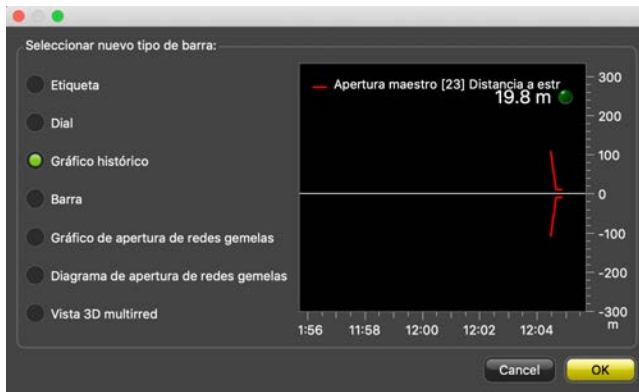 Seleccionar nuevo tipo de barra:
Etiqueta
Dial
Gráfico histórico
Barra
Gráfico de apertura de redes gemelas
Diagrama de apertura de redes gemelas
Vista 3D multirred
Apertura maestro [23] Distancia a estr
19.8 m
300
200
100
0
-100
-200
-300
m
1:56 11:58 12:00 12:02 12:04
Cancel OK